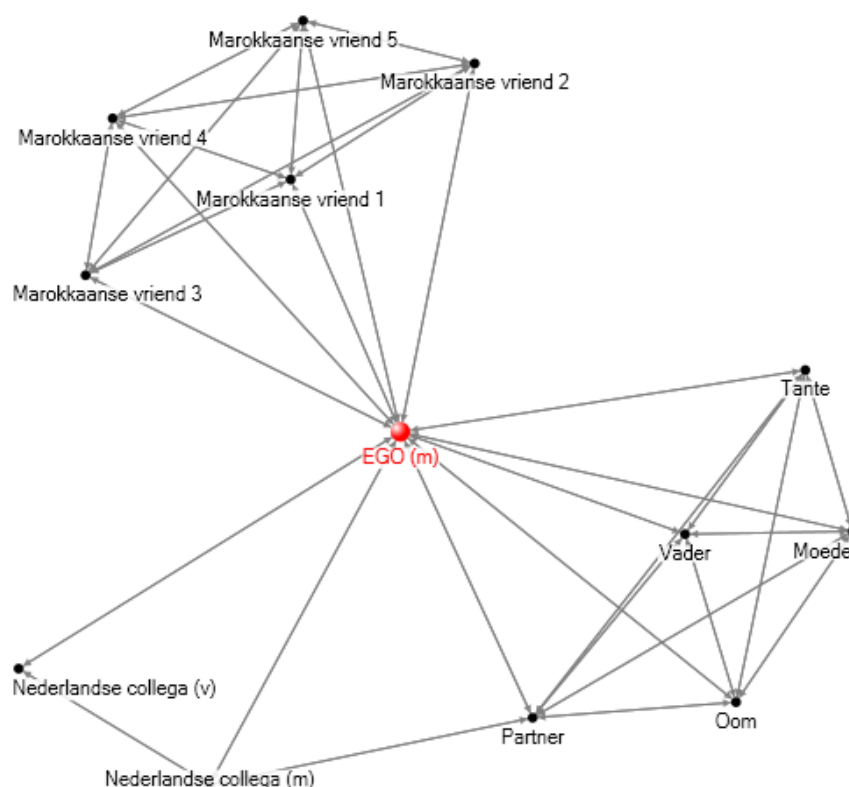 Marokkaanse vriend 5
Marokkaanse vriend 2
Marokkaanse vriend 4
Marokkaanse vriend 1
Marokkaanse vriend 3
Tante
EGO (m)
Vader
Moede
Nederlandse collega (v)
Oom
Partner
Nederlandse collega (m)